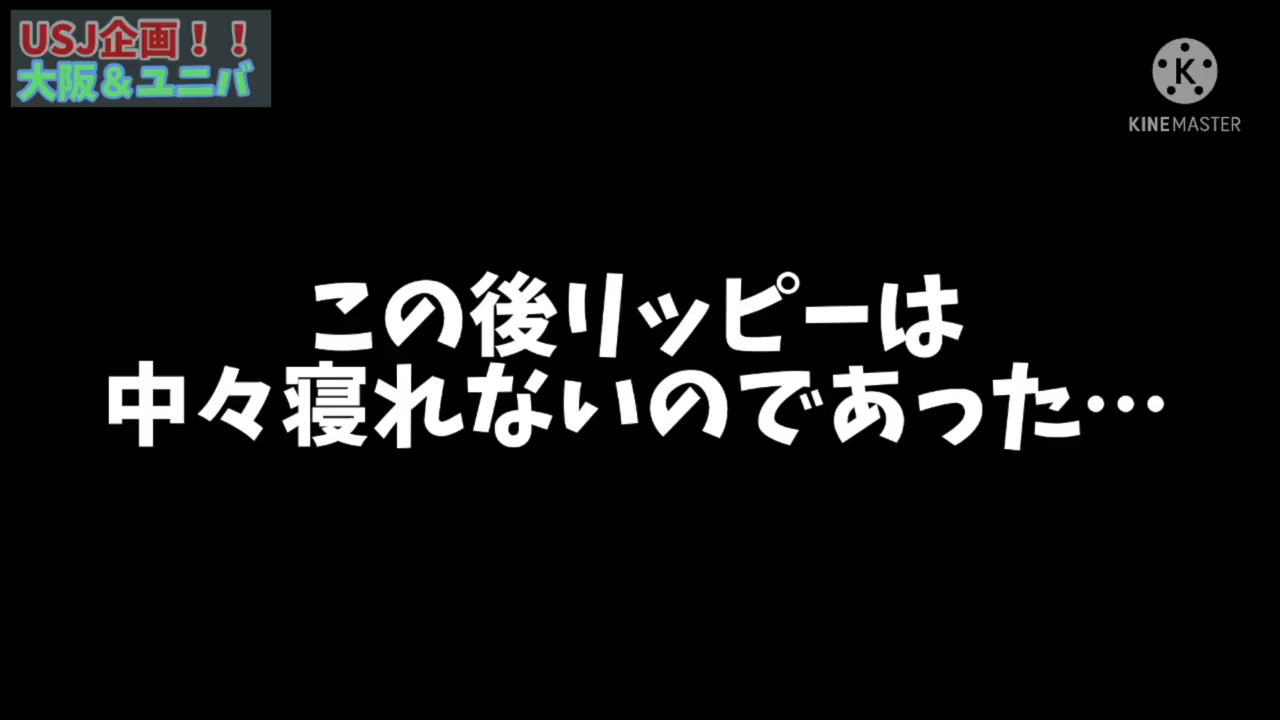 USJ企画！！
大阪＆ユニバ
K
KINEMASTER
この後リッピーは
中々寝れないのであった…